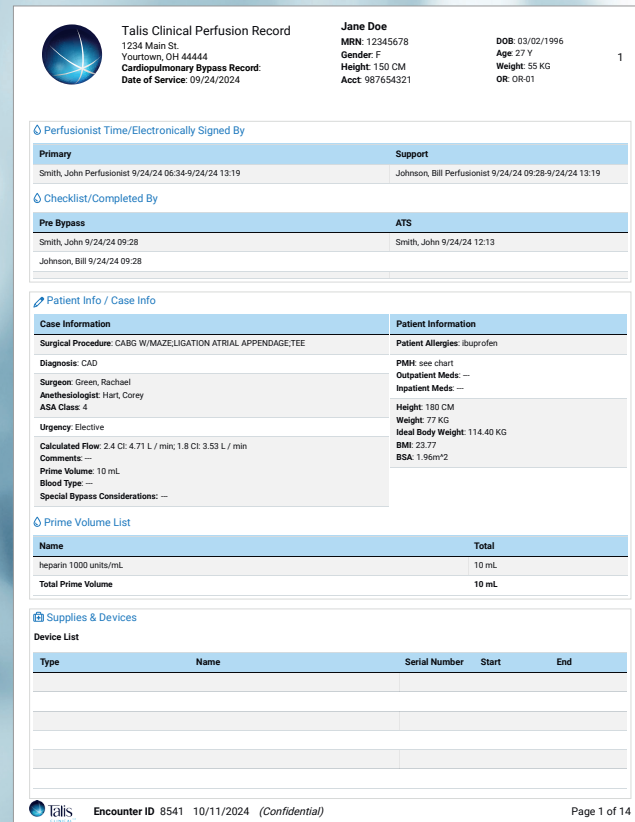 Talis Clinical Perfusion Record
1234 Main St.
Yourtown, OH 44444
Cardiopulmonary Bypass Record:
Date of Service: 09/24/2024
Jane Doe
MRN: 12345678
Gender: F
Height: 150 CM
Acct: 987654321
DOB: 03/02/1996
Age: 27 Y
Weight: 55 KG
OR: OR-01
1
Perfusionist Time/Electronically Signed By
Primary Support
Smith, John Perfusionist 9/24/24 06:34-9/24/24 13:19 Johnson, Bill Perfusionist 9/24/24 09:28-9/24/24 13:19
Checklist/Completed By
Pre Bypass ATS
Smith, John 9/24/24 09:28 Smith, John 9/24/24 12:13
Johnson, Bill 9/24/24 09:28
Patient Info / Case Info
Case Information
Surgical Procedure: CABG W/MAZE;LIGATION ATRIAL APPENDAGE;TEE
Diagnosis: CAD
Surgeon: Green, Rachael
Anethesiologist: Hart, Corey
ASA Class: 4
Urgency: Elective
Calculated Flow: 2.4 CI: 4.71 L / min; 1.8 CI: 3.53 L / min
Comments: ---
Prime Volume: 10 mL
Blood Type: ---
Special Bypass Considerations: ---
Patient Information
Patient Allergies: ibuprofen
PMH: see chart
Outpatient Meds: ---
Inpatient Meds: ---
Height: 180 CM
Weight: 77 KG
Ideal Body Weight: 114.40 KG
BMI: 23.77
BSA: 1.96m^2
Prime Volume List
Name Total
heparin 1000 units/mL 10 mL
Total Prime Volume 10 mL
Supplies & Devices
Device List
Type Name Serial Number Start End
Talis Encounter ID 8541 10/11/2024 (Confidential) Page 1 of 14